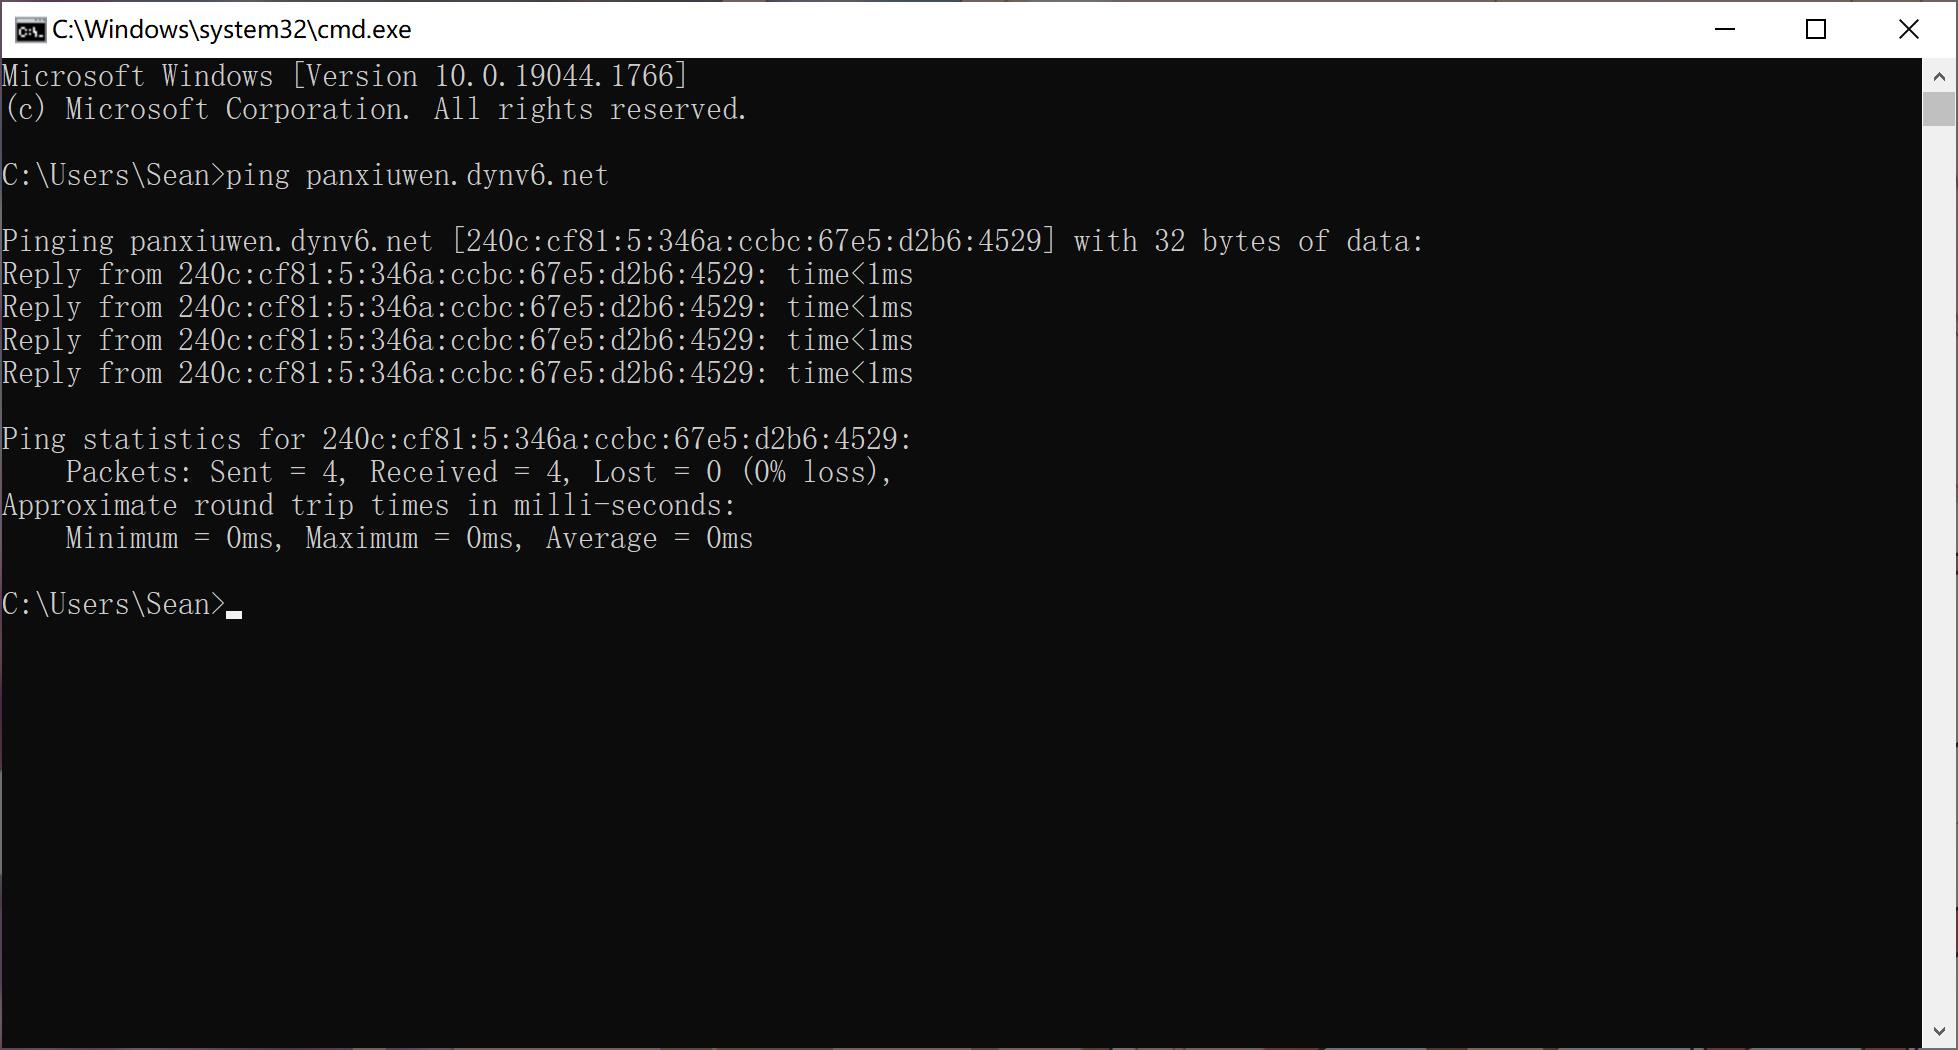 C:\Windows\system32\cmd.exe
Microsoft Windows [Version 10.0.19044.1766]
(c) Microsoft Corporation. All rights reserved.
C:\Users\Sean>ping panxiuwen.dynv6.net
Pinging panxiuwen.dynv6.net [240c:cf81:5:346a:ccbc:67e5:d2b6:4529] with 32 bytes of data:
Reply from 240c:cf81:5:346a:ccbc:67e5:d2b6:4529: time<1ms
Reply from 240c:cf81:5:346a:ccbc:67e5:d2b6:4529: time<1ms
Reply from 240c:cf81:5:346a:ccbc:67e5:d2b6:4529: time<1ms
Reply from 240c:cf81:5:346a:ccbc:67e5:d2b6:4529: time<1ms
Ping statistics for 240c:cf81:5:346a:ccbc:67e5:d2b6:4529:
    Packets: Sent = 4, Received = 4, Lost = 0 (0% loss),
Approximate round trip times in milli-seconds:
    Minimum = 0ms, Maximum = 0ms, Average = 0ms
C:\Users\Sean>